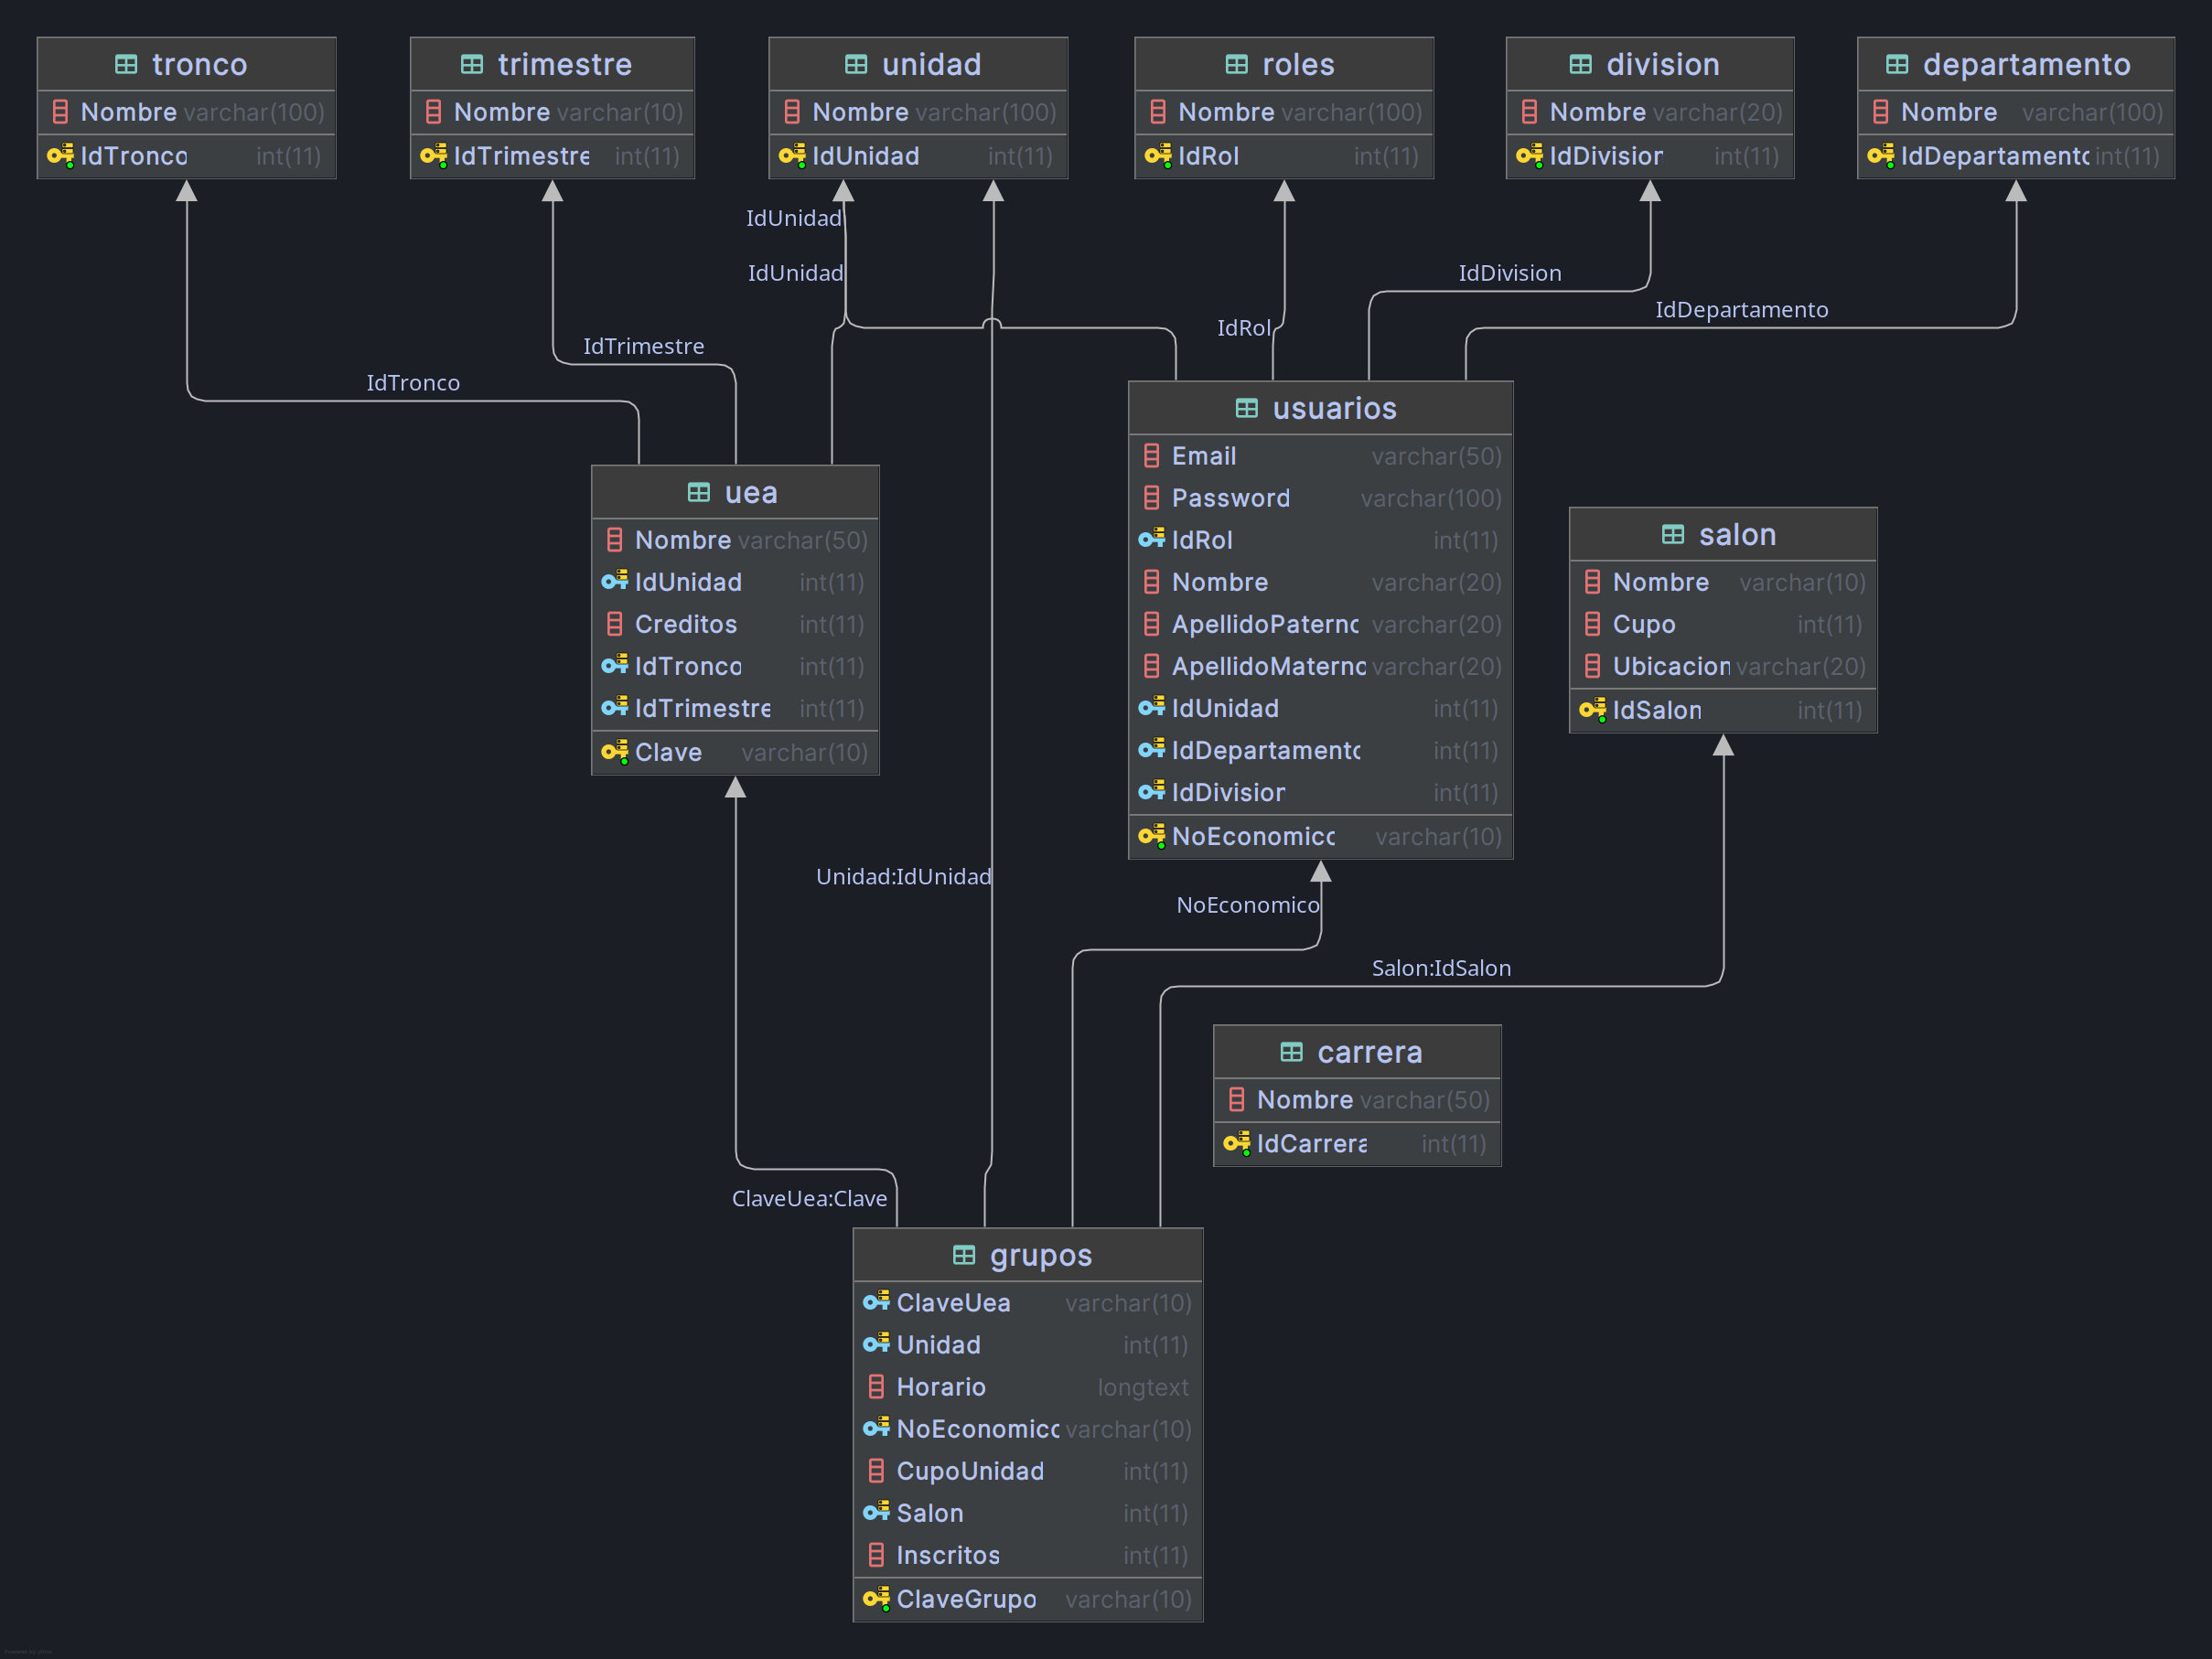 tronco
Nombre varchar(100)
IdTronco int(11)
trimestre
Nombre varchar(10)
IdTrimestre int(11)
unidad
Nombre varchar(100)
IdUnidad int(11)
roles
Nombre varchar(100)
IdRol int(11)
division
Nombre varchar(20)
IdDivision int(11)
departamento
Nombre varchar(100)
IdDepartamento int(11)
IdUnidad
IdUnidad
IdDivision
IdDepartamento
IdRol
IdTrimestre
IdTronco
usuarios
Email varchar(50)
Password varchar(100)
IdRol int(11)
Nombre varchar(20)
ApellidoPaterno varchar(20)
ApellidoMaterno varchar(20)
IdUnidad int(11)
IdDepartamento int(11)
IdDivision int(11)
NoEconomico varchar(10)
uea
Nombre varchar(50)
IdUnidad int(11)
Creditos int(11)
IdTronco int(11)
IdTrimestre int(11)
Clave varchar(10)
salon
Nombre varchar(10)
Cupo int(11)
Ubicacion varchar(20)
IdSalon int(11)
Unidad:IdUnidad
NoEconomico
Salon:IdSalon
carrera
Nombre varchar(50)
IdCarrera int(11)
ClaveUea:Clave
grupos
ClaveUea varchar(10)
Unidad int(11)
Horario longtext
NoEconomico varchar(10)
CupoUnidad int(11)
Salon int(11)
Inscritos int(11)
ClaveGrupo varchar(10)